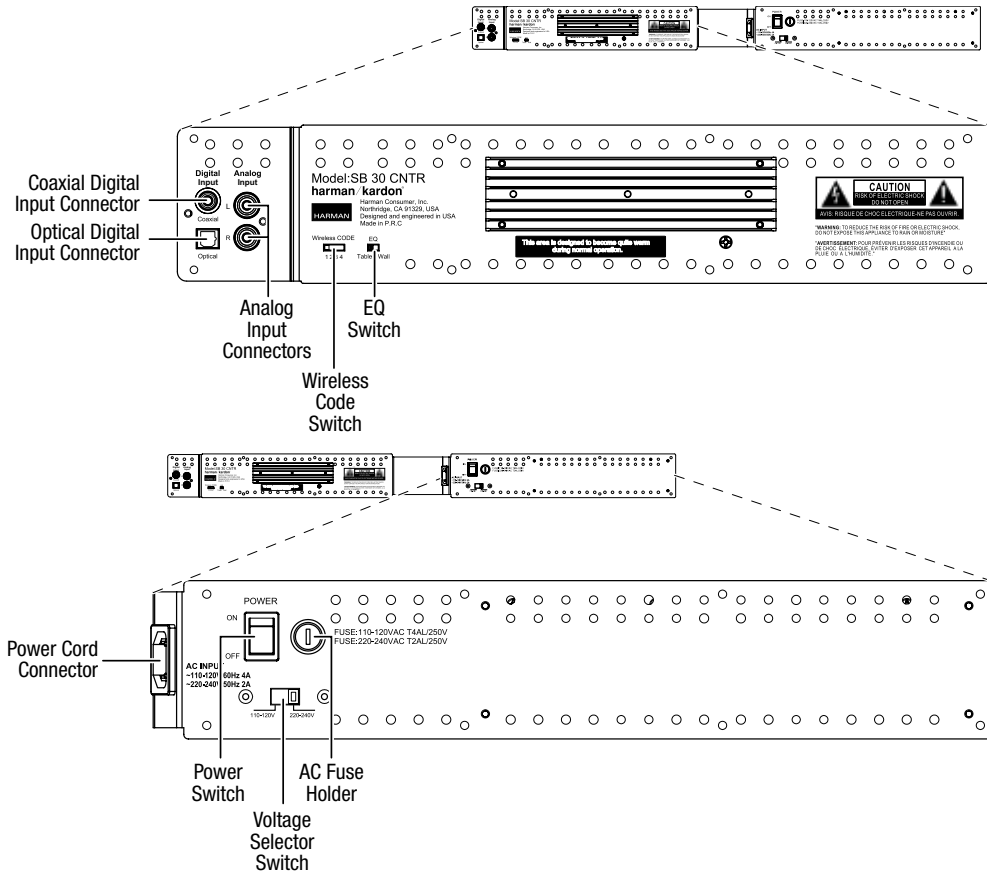 Coaxial Digital
Input Connector
Optical Digital
Input Connector
Digital
Input
Analog
Input
Coaxial
Optical
L
R
Model:SB 30 CNTR
harman/kardon®
HARMAN
Harman Consumer, Inc.
Northridge, CA 91329, USA
Designed and engineered in USA
Made in P.R.C
Wireless CODE
1 2 3 4
EQ
Table Wall
This area is designed to become quite warm
during normal operation.
CAUTION
RISK OF ELECTRIC SHOCK
DO NOT OPEN
AVIS: RISQUE DE CHOC ELECTRIQUE-NE PAS OUVRIR.
"WARNING: TO REDUCE THE RISK OF FIRE OR ELECTRIC SHOCK,
DO NOT EXPOSE THIS APPLIANCE TO RAIN OR MOISTURE"
"AVERTISSEMENT: POUR PRÉVENIR LES RISQUES D'INCENDIE OU
DE CHOC ÉLECTRIQUE, EVITER D'EXPOSER CET APPAREIL A LA
PLUIE OU A L'HUMIDITÉ."
Analog
Input
Connectors
EQ
Switch
Wireless
Code
Switch
Power Cord
Connector
POWER
ON
OFF
FUSE:110-120VAC T4AL/250V
FUSE:220-240VAC T2AL/250V
AC INPUT
~110-120V 60Hz 4A
~220-240V 50Hz 2A
110-120V
220-240V
Power
Switch
AC Fuse
Holder
Voltage
Selector
Switch